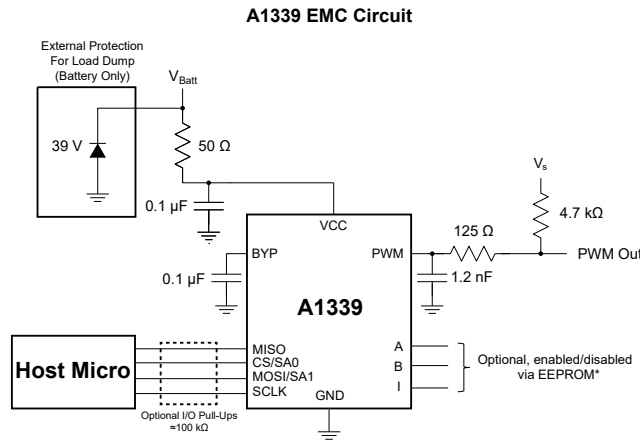 A1339 EMC Circuit
External Protection
For Load Dump
(Battery Only)
VBatt
39 V
50 Ω
0.1 µF
Vs
4.7 kΩ
125 Ω
VCC
BYP
PWM
PWM Out
0.1 µF
1.2 nF
A1339
Host Micro
MISO
CS/SA0
MOSI/SA1
SCLK
A
B
I
Optional, enabled/disabled
via EEPROM*
GND
Optional I/O Pull-Ups
≈100 kΩ